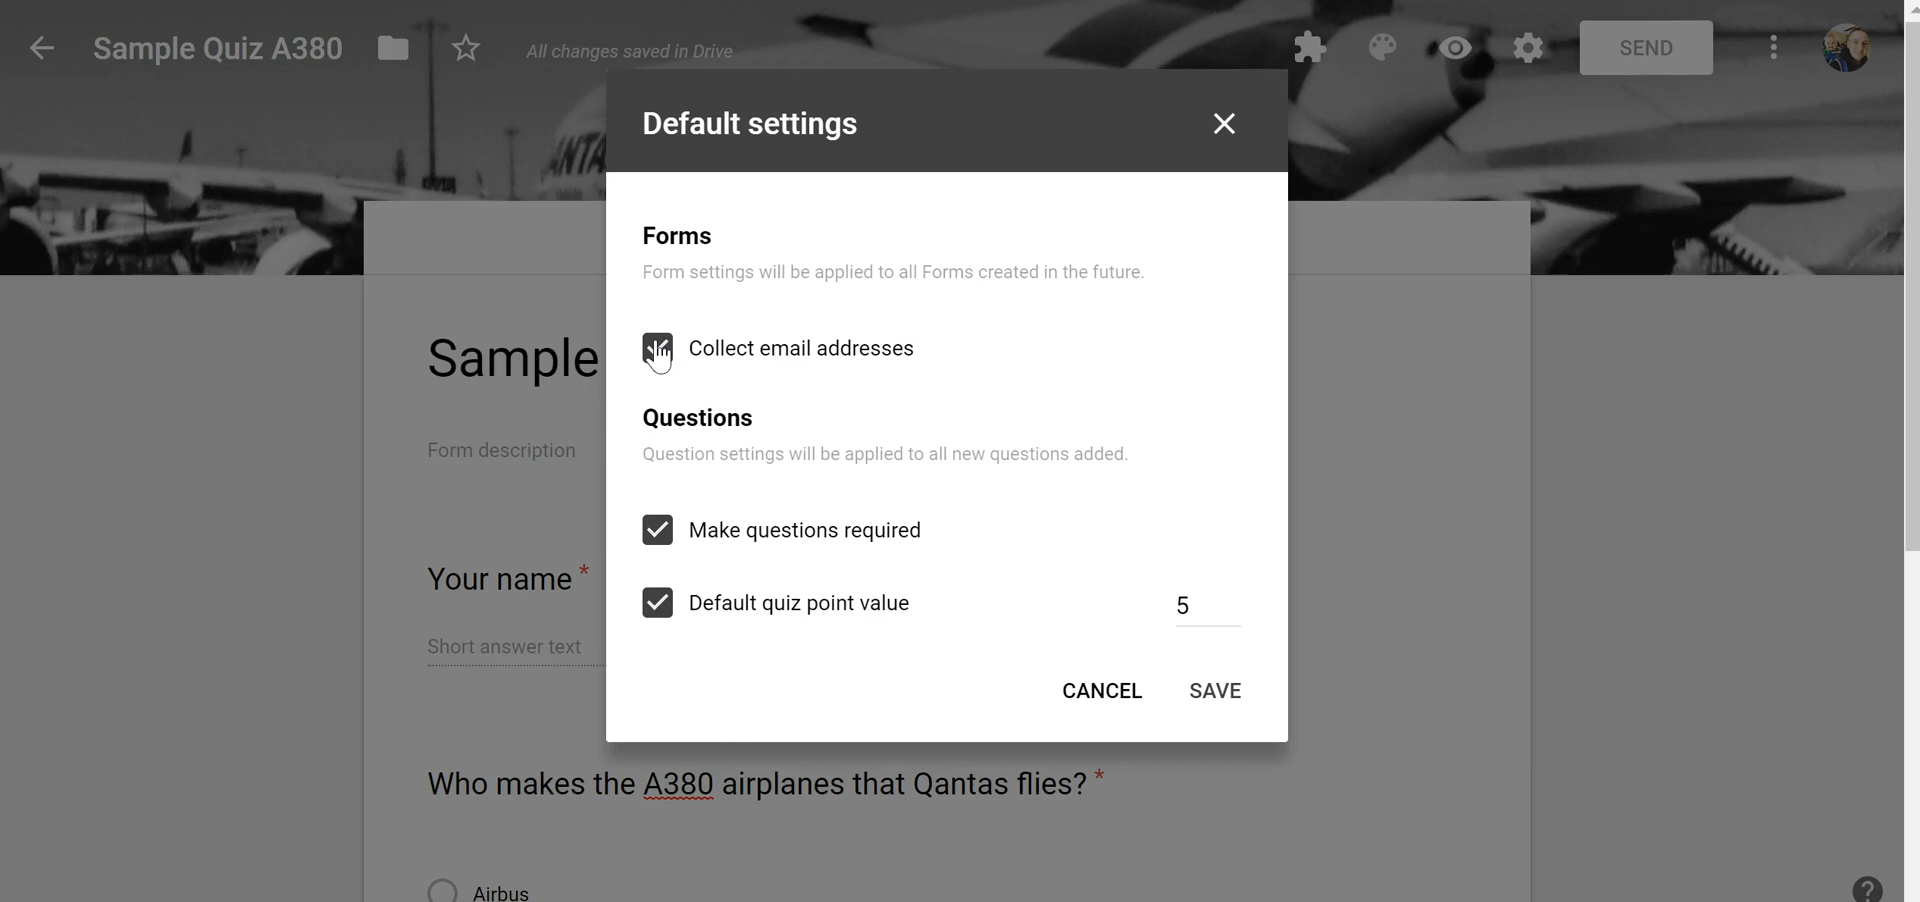 Sample Quiz A380
All changes saved in Drive
SEND
Default settings
Forms
Form settings will be applied to all Forms created in the future.
Sample
Collect email addresses
Questions
Form description
Question settings will be applied to all new questions added.
Make questions required
Your name *
Default quiz point value 5
Short answer text
CANCEL SAVE
Who makes the A380 airplanes that Qantas flies? *
Airbus